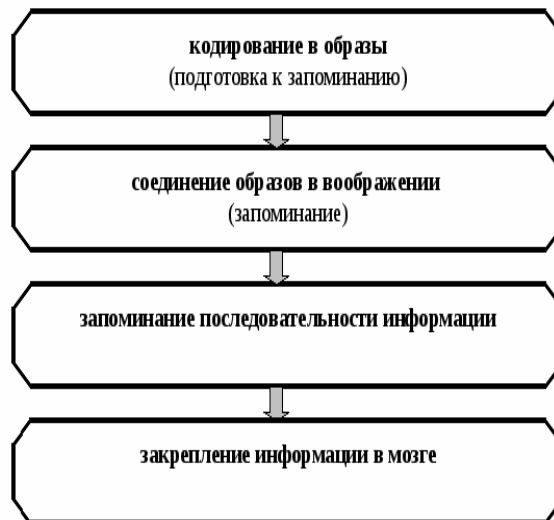 кодирование в образы
(подготовка к запоминанию)
соединение образов в воображении
(запоминание)
запоминание последовательности информации
закрепление информации в мозге